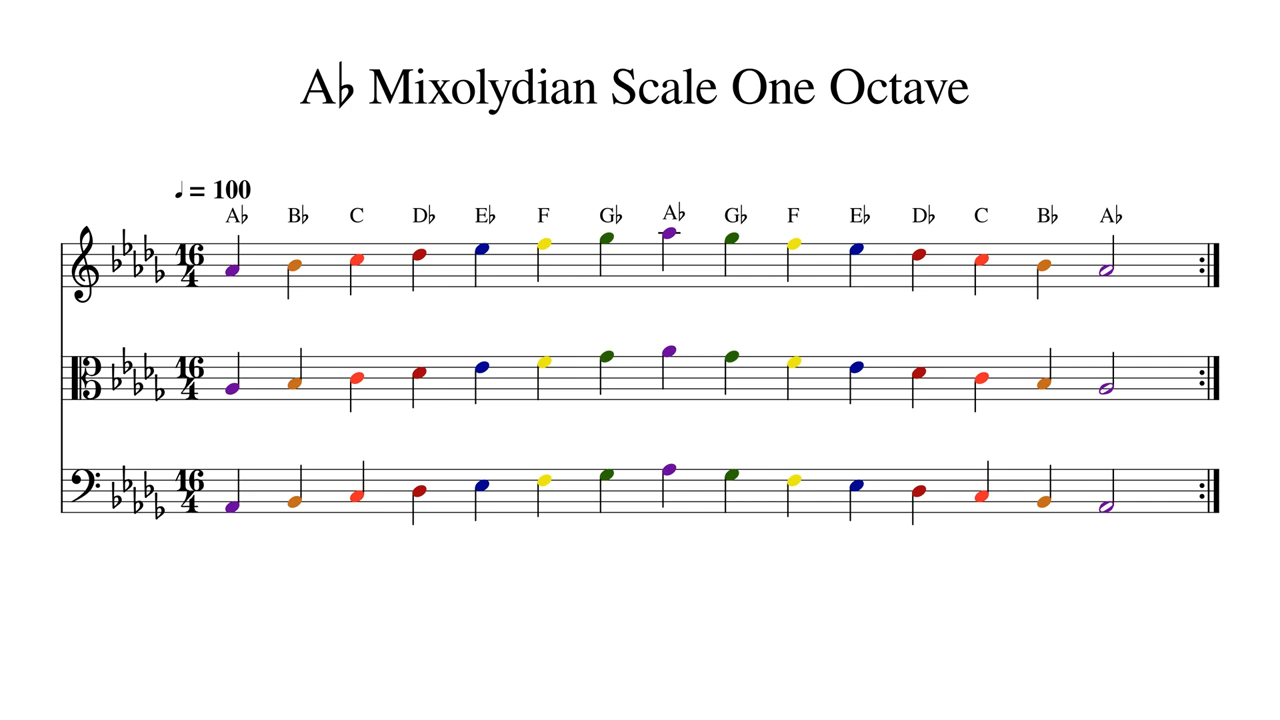 A♭ Mixolydian Scale One Octave
♩ = 100
A♭ B♭ C D♭ E♭ F G♭ A♭ G♭ F E♭ D♭ C B♭ A♭
16
4
16
4
16
4